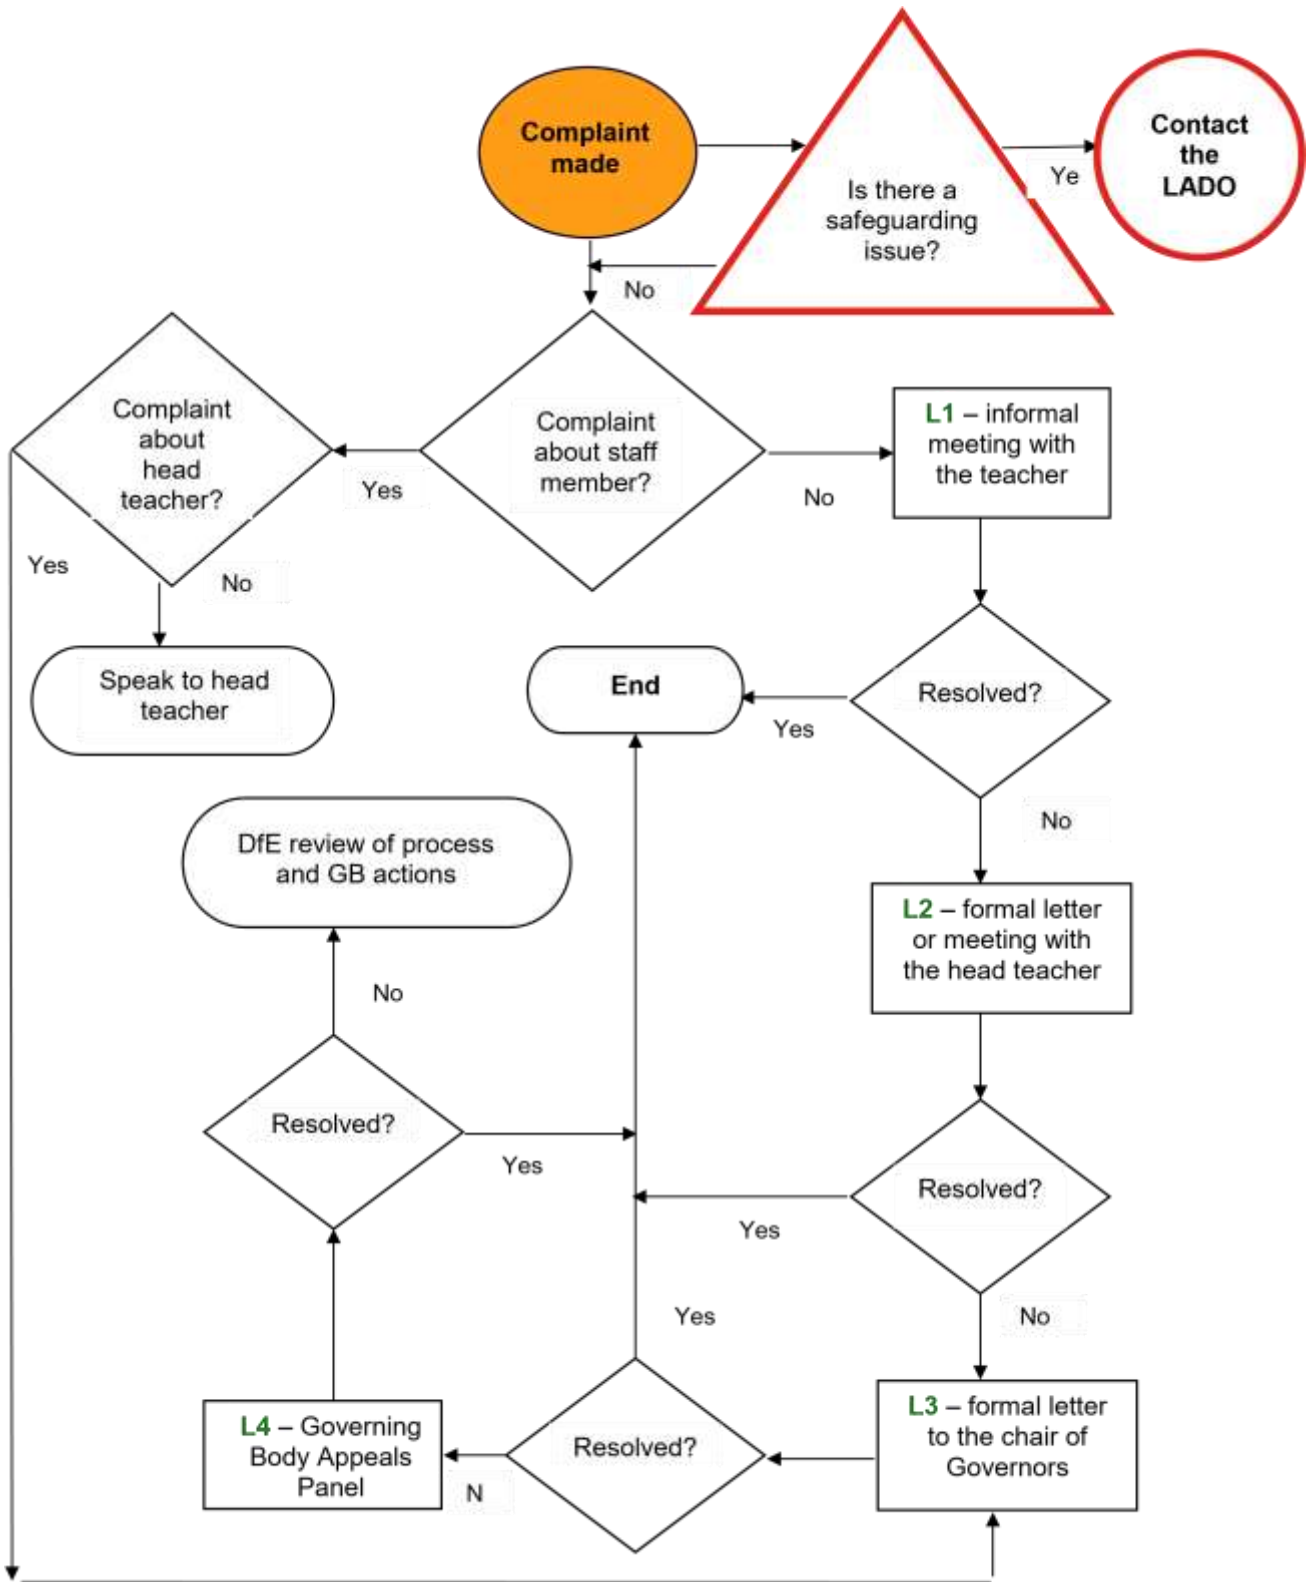 Complaint
made
Is there a
safeguarding
issue?
Ye
Contact
the
LADO
No
Complaint
about
head
teacher?
Yes
Complaint
about staff
member?
No
L1 – informal
meeting with
the teacher
Yes
No
Speak to head
teacher
End
Yes
Resolved?
No
DfE review of process
and GB actions
L2 – formal letter
or meeting with
the head teacher
No
Resolved?
Yes
Resolved?
Yes
No
Yes
L3 – formal letter
to the chair of
Governors
Resolved?
N
L4 – Governing
Body Appeals
Panel